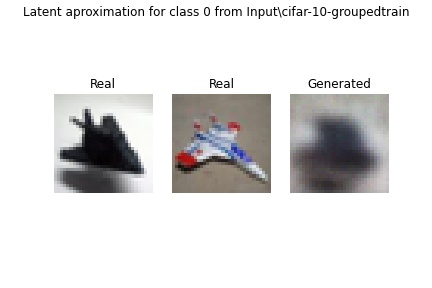 Latent aproximation for class 0 from Input\cifar-10-groupedtrain
Real
Real
Generated